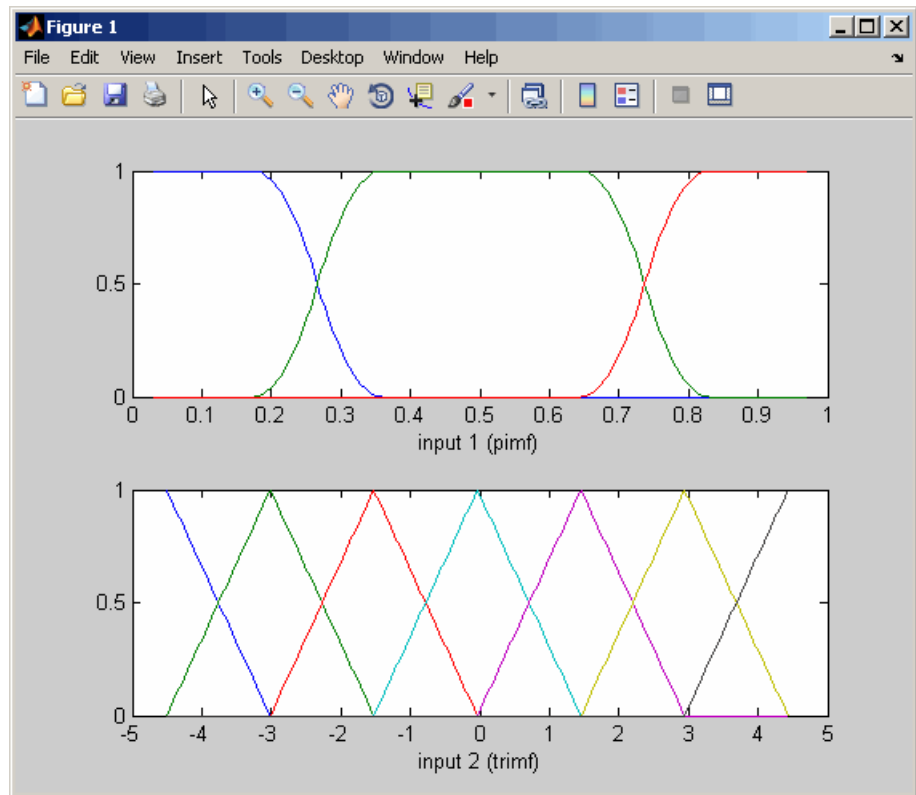 Figure 1
File Edit View Insert Tools Desktop Window Help
1
0.5
0
0 0.1 0.2 0.3 0.4 0.5 0.6 0.7 0.8 0.9 1
input 1 (pimf)
1
0.5
0
-5 -4 -3 -2 -1 0 1 2 3 4 5
input 2 (trimf)